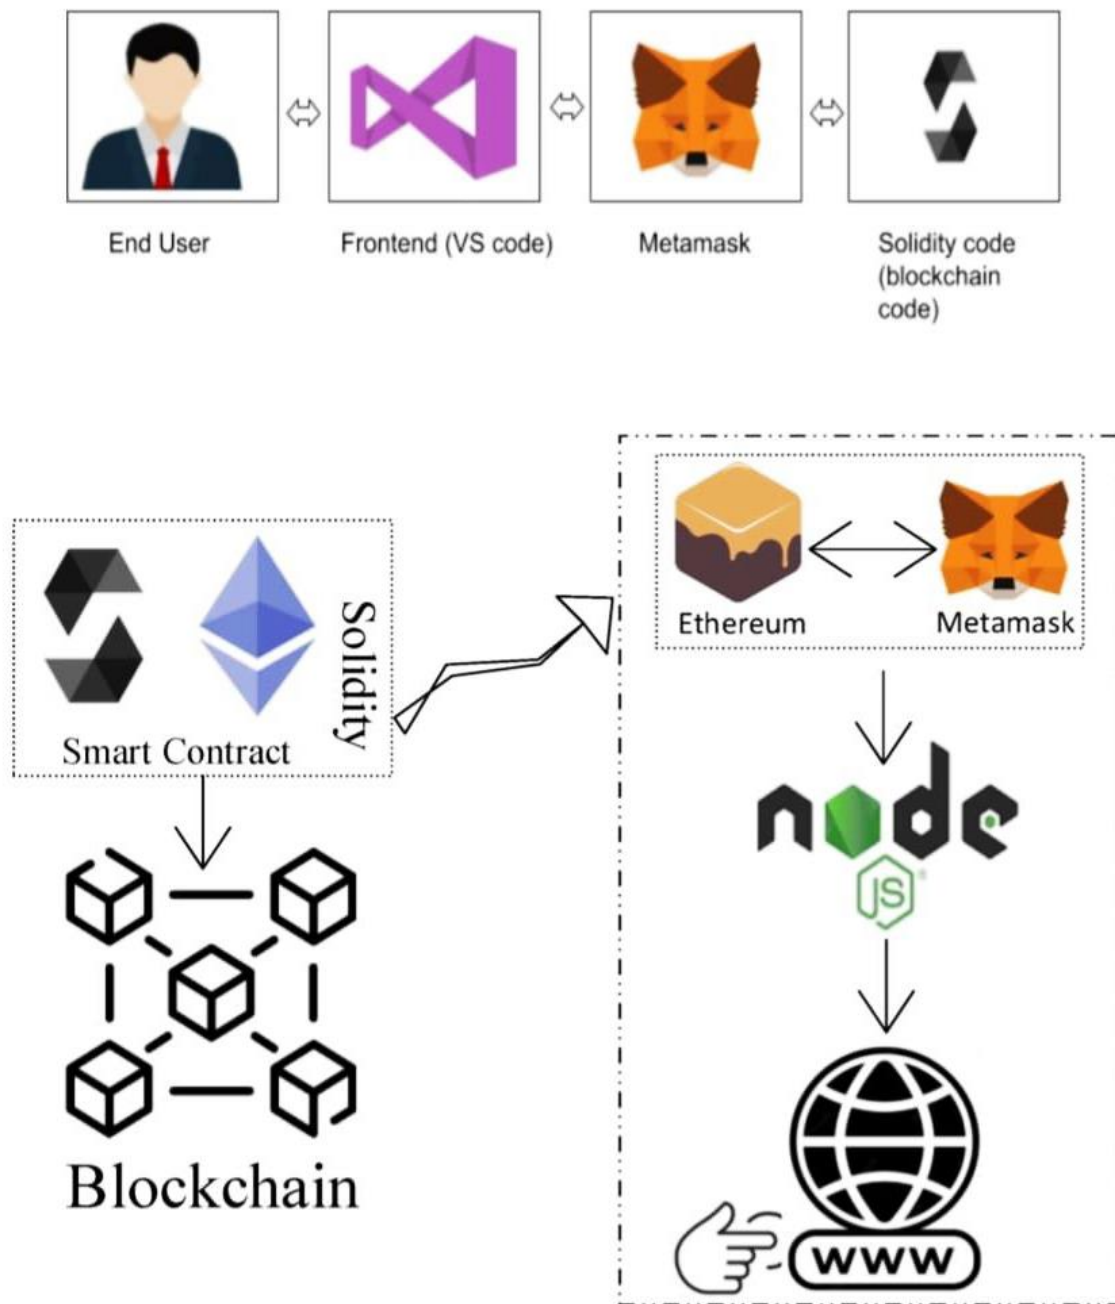 End User
Frontend (VS code)
Metamask
Solidity code
(blockchain
code)
Solidity
Smart Contract
Ethereum
Metamask
node
JS
Blockchain
www